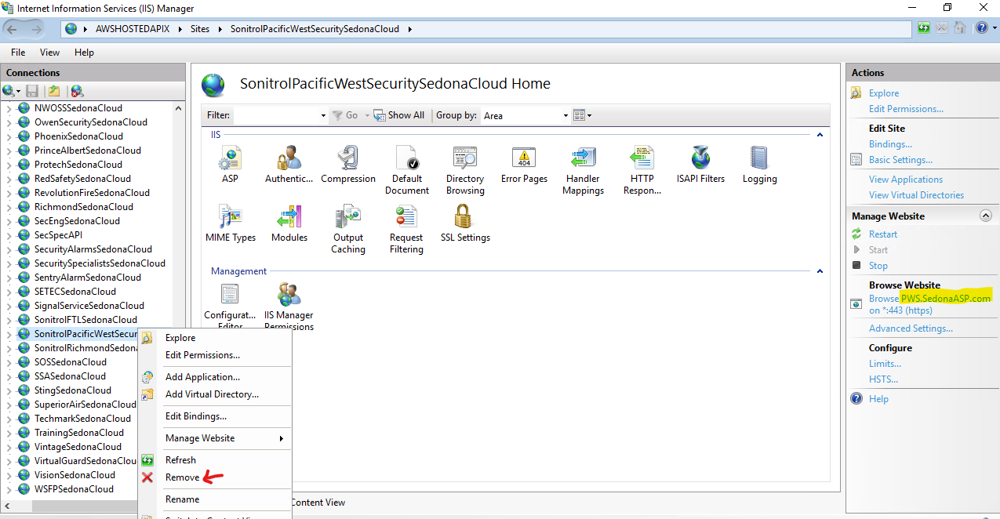 Internet Information Services (IIS) Manager
AWSHOSTEDAPIX
Sites
SonitrolPacificWestSecuritySedonaCloud
File
View
Help
Connections
NWOSSSedonaCloud
OwenSecuritySedonaCloud
PhoenixSedonaCloud
PrinceAlbertSedonaCloud
ProtechSedonaCloud
RedSafetySedonaCloud
RevolutionFireSedonaCloud
RichmondSedonaCloud
SecEngSedonaCloud
SecSpecAPI
SecurityAlarmsSedonaCloud
SecuritySpecialistsSedonaCloud
SentryAlarmSedonaCloud
SETECSedonaCloud
SignalServiceSedonaCloud
SonitrolFTLSedonaCloud
SonitrolPacificWestSecur
SonitrolRichmondSedona
SOSSedonaCloud
SSASedonaCloud
StingSedonaCloud
SuperiorAirSedonaCloud
TechmarkSedonaCloud
TrainingSedonaCloud
VintageSedonaCloud
VirtualGuardSedonaClou
VisionSedonaCloud
WSFPSedonaCloud
Explore
Edit Permissions...
Add Application...
Add Virtual Directory...
Edit Bindings...
Manage Website
Refresh
Remove
Rename
SonitrolPacificWestSecuritySedonaCloud Home
Filter:
Go
Show All
Group by:
Area
IIS
ASP
Authentic...
Compression
Default
Document
Directory
Browsing
Error Pages
404
Handler
Mappings
HTTP
Respon...
ISAPI Filters
Logging
MIME Types
Modules
Output
Caching
Request
Filtering
SSL Settings
Management
Configurat...
Editor
IIS Manager
Permissions
Content View
Actions
Explore
Edit Permissions...
Edit Site
Bindings...
Basic Settings...
View Applications
View Virtual Directories
Manage Website
Restart
Start
Stop
Browse Website
Browse PWS.SedonaASP.com
on *:443 (https)
Advanced Settings...
Configure
Limits...
HSTS...
Help